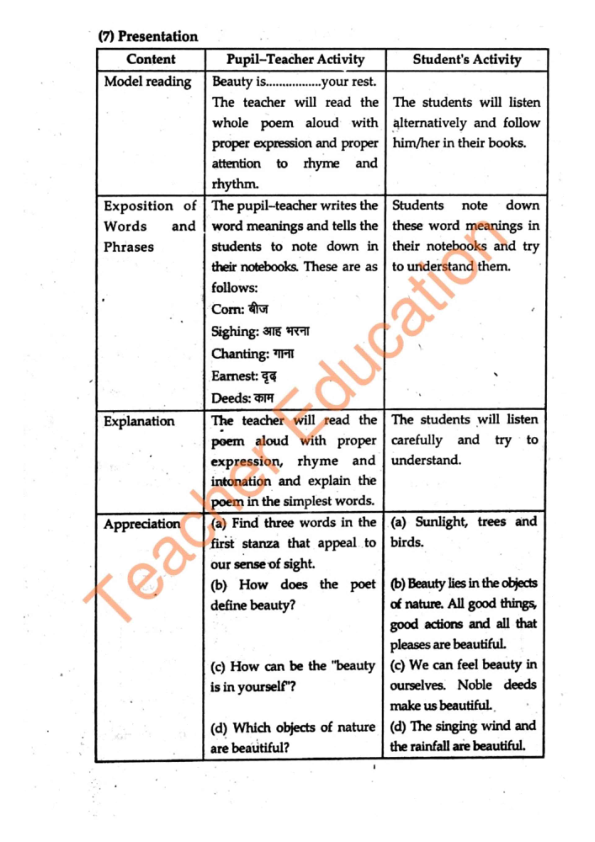 (7) Presentation
Content
Pupil–Teacher Activity
Student's Activity
Model reading
Beauty is.................your rest.
The teacher will read the
whole poem aloud with
proper expression and proper
attention to rhyme and
rhythm.
The students will listen
alternatively and follow
him/her in their books.
Exposition of
Words and
Phrases
The pupil–teacher writes the
word meanings and tells the
students to note down in
their notebooks. These are as
follows:
Corn: बीज
Sighing: आह भरना
Chanting: गाना
Earnest: दृढ़
Deeds: काम
Students note down
these word meanings in
their notebooks and try
to understand them.
Explanation
The teacher will read the
poem aloud with proper
expression, rhyme and
intonation and explain the
poem in the simplest words.
The students will listen
carefully and try to
understand.
Appreciation
(a) Find three words in the
first stanza that appeal to
our sense of sight.
(a) Sunlight, trees and
birds.
(b) How does the poet
define beauty?
(b) Beauty lies in the objects
of nature. All good things,
good actions and all that
pleases are beautiful.
(c) How can be the "beauty
is in yourself"?
(c) We can feel beauty in
ourselves. Noble deeds
make us beautiful.
(d) Which objects of nature
are beautiful?
(d) The singing wind and
the rainfall are beautiful.
Teacher Education